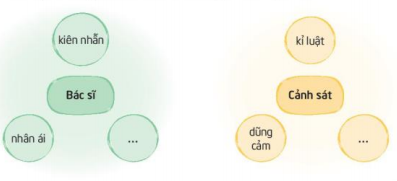 kiên nhẫn
Bác sĩ
nhân ái
...
kỉ luật
Cảnh sát
dũng
cảm
...